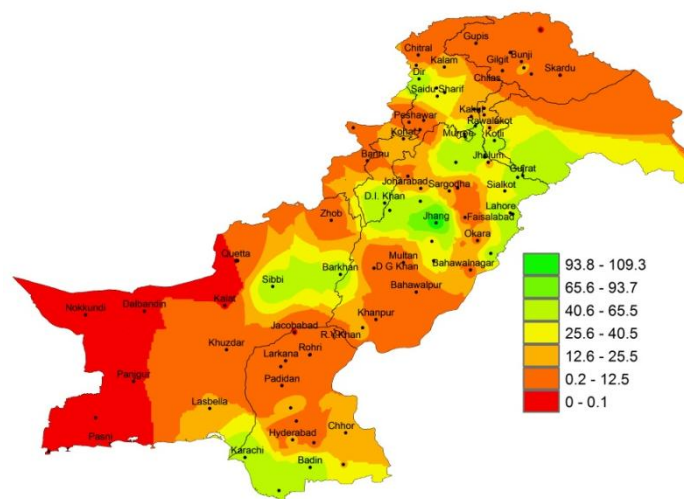 Gupis
Chitral
Bunji
Gilgit
Kalam
Chilas
Skardu
Dir
Saidu Sharif
Kakul
Peshawar
Rawalakot
Kohat
Murree
Kotli
Bannu
Jhelum
Joharabad
Sargodha
Gujrat
Sialkot
D.I. Khan
Lahore
Zhob
Jhang
Faisalabad
Okara
Quetta
Multan
Barkhan
D G Khan
Bahawalnagar
Sibbi
Bahawalpur
Kalat
Nokkundi
Dalbandin
Khanpur
Jacobabad
R.Y.Khan
Khuzdar
Larkana
Rohri
Panjgur
Padidan
Lasbella
Chhor
Pasni
Hyderabad
Karachi
Badin
93.8 - 109.3
65.6 - 93.7
40.6 - 65.5
25.6 - 40.5
12.6 - 25.5
0.2 - 12.5
0 - 0.1